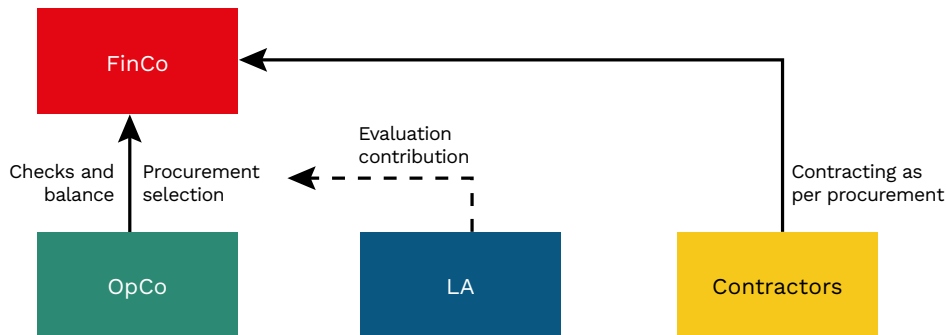 FinCo
Evaluation
contribution
Checks and
balance
Procurement
selection
Contracting as
per procurement
OpCo
LA
Contractors